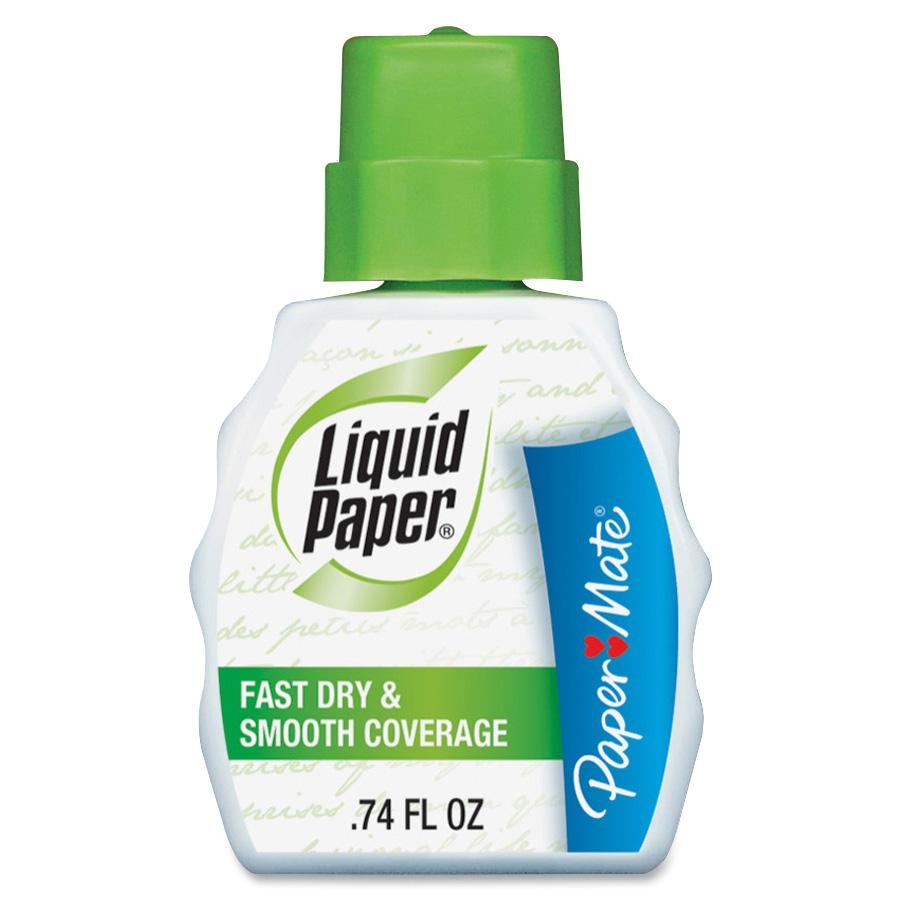 Liquid
Paper®
Paper Mate®
FAST DRY &
SMOOTH COVERAGE
.74 FL OZ